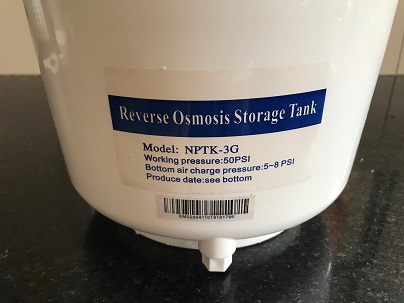 Reverse Osmosis Storage Tank
Model: NPTK-3G
Working pressure:50PSI
Bottom air charge pressure:5~8 PSI
Produce date:see bottom